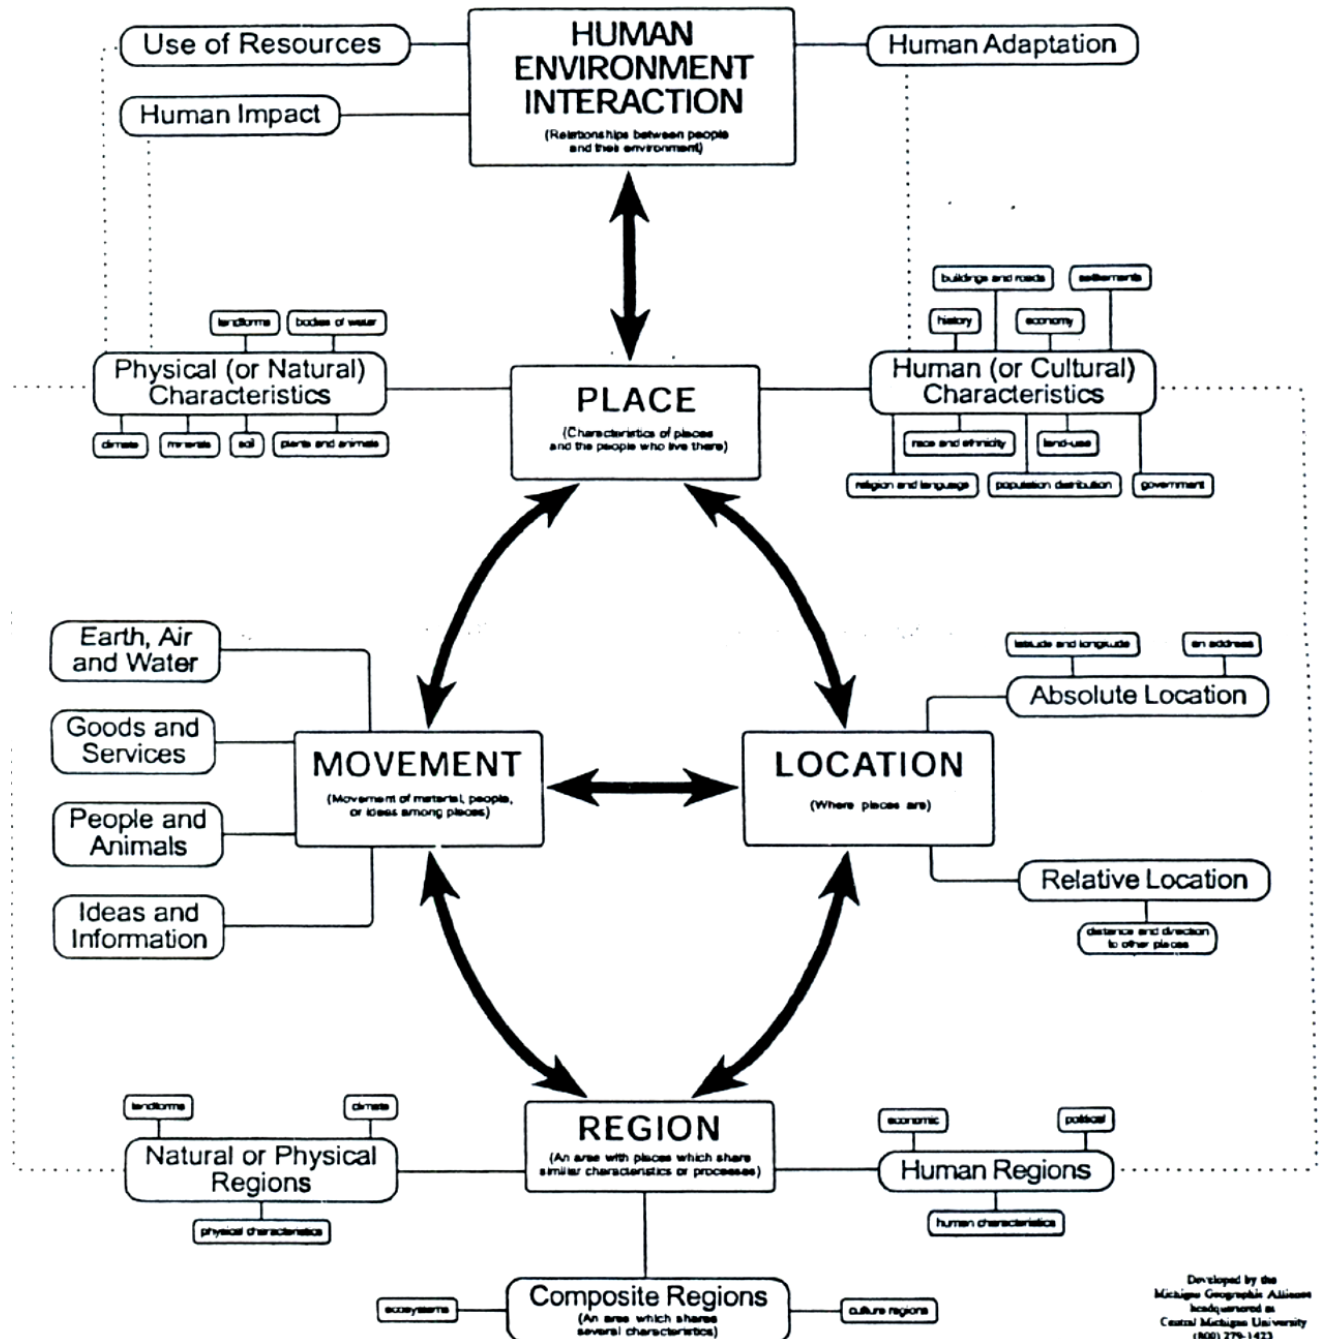 Use of Resources
HUMAN
ENVIRONMENT
INTERACTION
(Relationships between people
and their environment)
Human Adaptation
Human Impact
buildings and roads
settlements
landforms
bodies of water
history
economy
Physical (or Natural)
Characteristics
PLACE
(Characteristics of places
and the people who live there)
Human (or Cultural)
Characteristics
climate
minerals
soil
plants and animals
race and ethnicity
land-use
religion and language
population distribution
government
Earth, Air
and Water
latitude and longitude
an address
Absolute Location
Goods and
Services
MOVEMENT
(Movement of material, people,
or ideas among places)
LOCATION
(Where places are)
People and
Animals
Relative Location
Ideas and
Information
distance and direction
to other places
landforms
climate
REGION
(An area with places which share
similar characteristics or processes)
economic
political
Natural or Physical
Regions
Human Regions
physical characteristics
human characteristics
Composite Regions
(An area which shares
several characteristics)
ecosystems
culture regions
Developed by the
Michigan Geographic Alliance
headquartered at
Central Michigan University
(800) 279-1423